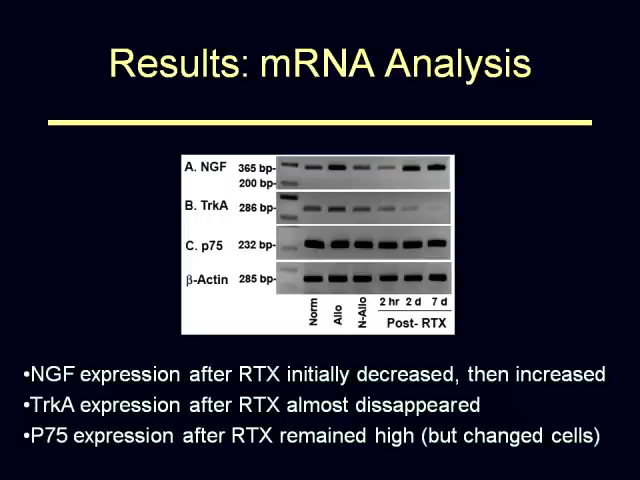 Results: mRNA Analysis
A. NGF 365 bp-
200 bp-
B. TrkA 286 bp-
C. p75 232 bp-
β-Actin 285 bp-
Norm Allo N-Allo 2 hr 2 d 7 d
Post- RTX
•NGF expression after RTX initially decreased, then increased
•TrkA expression after RTX almost dissappeared
•P75 expression after RTX remained high (but changed cells)